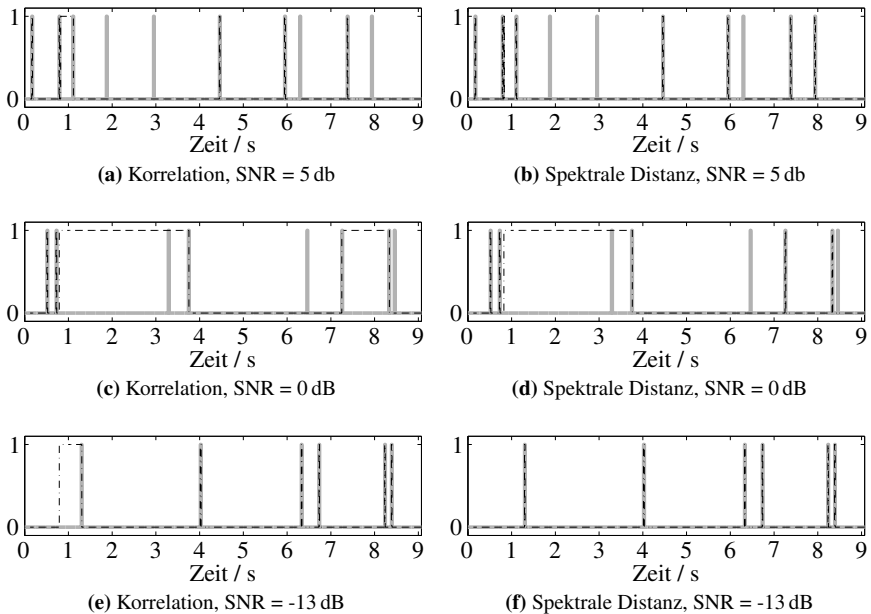 1
0
0 1 2 3 4 5 6 7 8 9
Zeit / s
(a) Korrelation, SNR = 5 db
1
0
0 1 2 3 4 5 6 7 8 9
Zeit / s
(b) Spektrale Distanz, SNR = 5 db
1
0
0 1 2 3 4 5 6 7 8 9
Zeit / s
(c) Korrelation, SNR = 0 dB
1
0
0 1 2 3 4 5 6 7 8 9
Zeit / s
(d) Spektrale Distanz, SNR = 0 dB
1
0
0 1 2 3 4 5 6 7 8 9
Zeit / s
(e) Korrelation, SNR = -13 dB
1
0
0 1 2 3 4 5 6 7 8 9
Zeit / s
(f) Spektrale Distanz, SNR = -13 dB